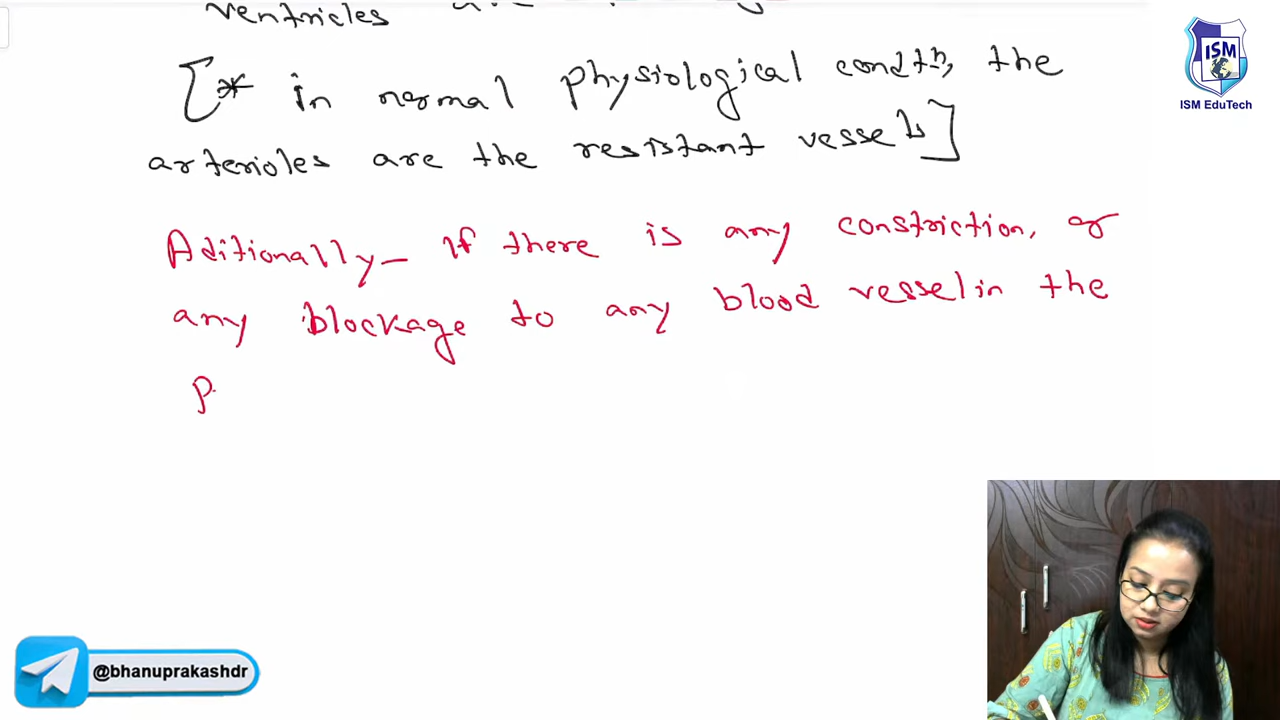 ventricles
[* in normal physiological condtn, the
arterioles are the resistant vessels]
Aditionally - If there is any constriction, or
any blockage to any blood vessel in the
P
ISM
ISM EduTech
@bhanuprakashdr